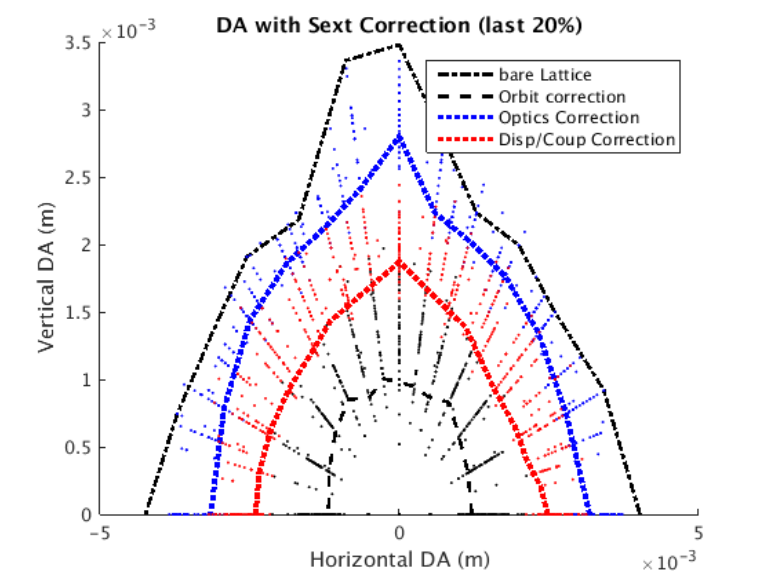 DA with Sext Correction (last 20%)
×10⁻³
3.5
3
2.5
2
1.5
1
0.5
0
Vertical DA (m)
bare Lattice
Orbit correction
Optics Correction
Disp/Coup Correction
−5
0
5
Horizontal DA (m)
×10⁻³